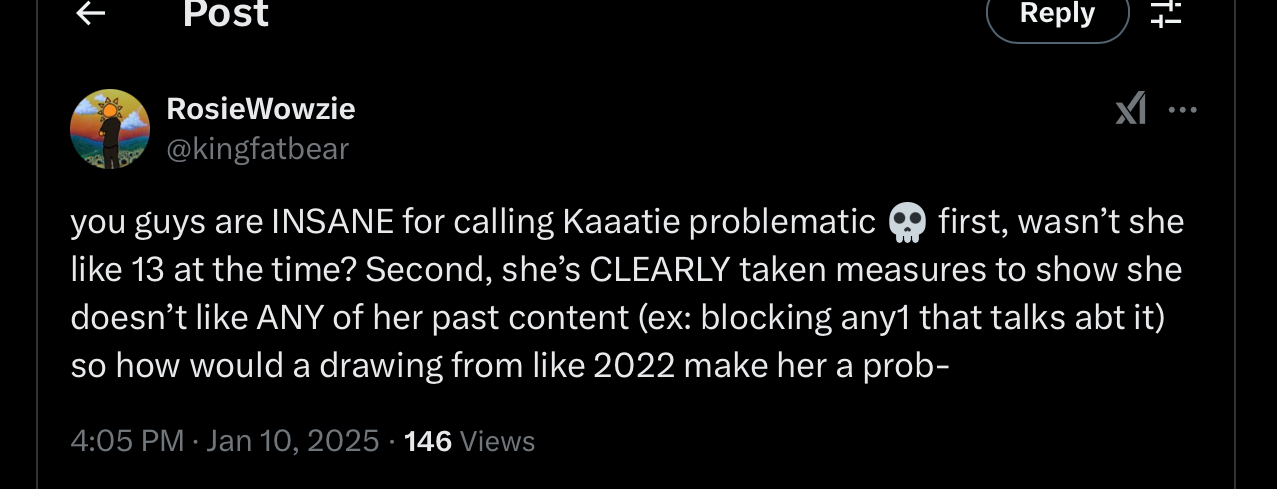 Post
Reply
RosieWowzie
@kingfatbear
you guys are INSANE for calling Kaaatie problematic 💀 first, wasn’t she
like 13 at the time? Second, she’s CLEARLY taken measures to show she
doesn’t like ANY of her past content (ex: blocking any1 that talks abt it)
so how would a drawing from like 2022 make her a prob-
4:05 PM · Jan 10, 2025 · 146 Views